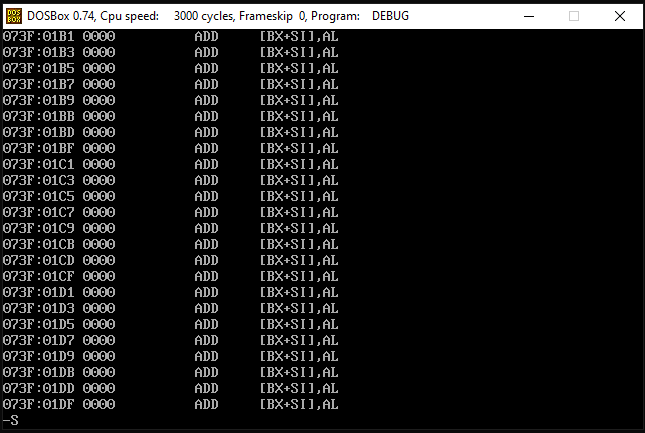 DOS BOX
DOSBox 0.74, Cpu speed: 3000 cycles, Frameskip 0, Program: DEBUG
073F:01B1 0000 ADD [BX+SI],AL
073F:01B3 0000 ADD [BX+SI],AL
073F:01B5 0000 ADD [BX+SI],AL
073F:01B7 0000 ADD [BX+SI],AL
073F:01B9 0000 ADD [BX+SI],AL
073F:01BB 0000 ADD [BX+SI],AL
073F:01BD 0000 ADD [BX+SI],AL
073F:01BF 0000 ADD [BX+SI],AL
073F:01C1 0000 ADD [BX+SI],AL
073F:01C3 0000 ADD [BX+SI],AL
073F:01C5 0000 ADD [BX+SI],AL
073F:01C7 0000 ADD [BX+SI],AL
073F:01C9 0000 ADD [BX+SI],AL
073F:01CB 0000 ADD [BX+SI],AL
073F:01CD 0000 ADD [BX+SI],AL
073F:01CF 0000 ADD [BX+SI],AL
073F:01D1 0000 ADD [BX+SI],AL
073F:01D3 0000 ADD [BX+SI],AL
073F:01D5 0000 ADD [BX+SI],AL
073F:01D7 0000 ADD [BX+SI],AL
073F:01D9 0000 ADD [BX+SI],AL
073F:01DB 0000 ADD [BX+SI],AL
073F:01DD 0000 ADD [BX+SI],AL
073F:01DF 0000 ADD [BX+SI],AL
-S